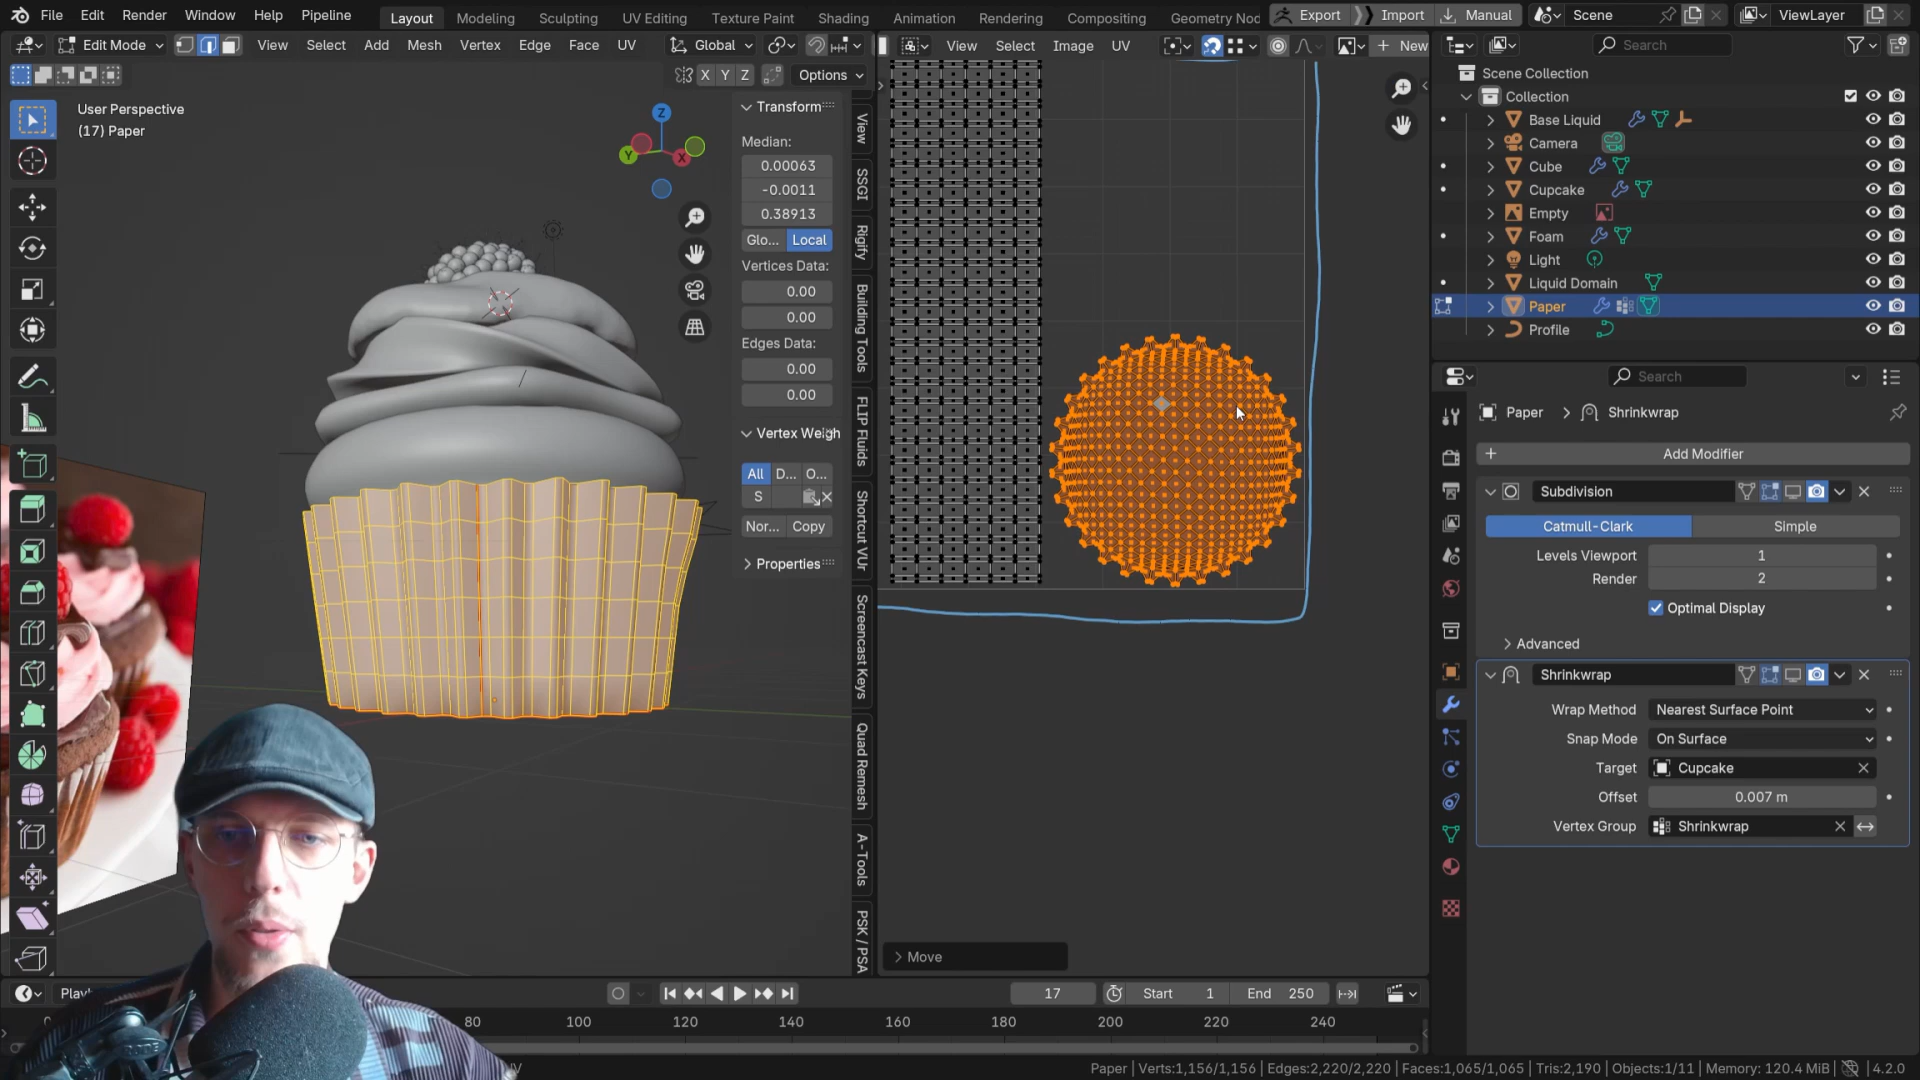 File Edit Render Window Help Pipeline Layout Modeling Sculpting UV Editing Texture Paint Shading Animation Rendering Compositing Geometry Nod Export Import Manual Scene ViewLayer
Edit Mode View Select Add Mesh Vertex Edge Face UV Global View Select Image UV New Search
X Y Z Options
User Perspective
(17) Paper
Z
Y
X
Transform
Median:
0.00063
-0.0011
0.38913
Glo... Local
Vertices Data:
0.00
0.00
Edges Data:
0.00
0.00
Vertex Weigh
All D... O...
S
Nor... Copy
Properties
View
SSGI
Rigify
Building Tools
FLIP Fluids
Shortcut VUr
Screencast Keys
Quad Remesh
A-Tools
PSK / PSA
Move
Scene Collection
Collection
Base Liquid
Camera
Cube
Cupcake
Empty
Foam
Light
Liquid Domain
Paper
Profile
Search
Paper Shrinkwrap
Add Modifier
Subdivision
Catmull-Clark Simple
Levels Viewport 1
Render 2
Optimal Display
Advanced
Shrinkwrap
Wrap Method Nearest Surface Point
Snap Mode On Surface
Target Cupcake
Offset 0.007 m
Vertex Group Shrinkwrap
17 Start 1 End 250
80 100 120 140 160 180 200 220 240
Paper | Verts:1,156/1,156 | Edges:2,220/2,220 | Faces:1,065/1,065 | Tris:2,190 | Objects:1/11 | Memory: 120.4 MiB | 4.2.0